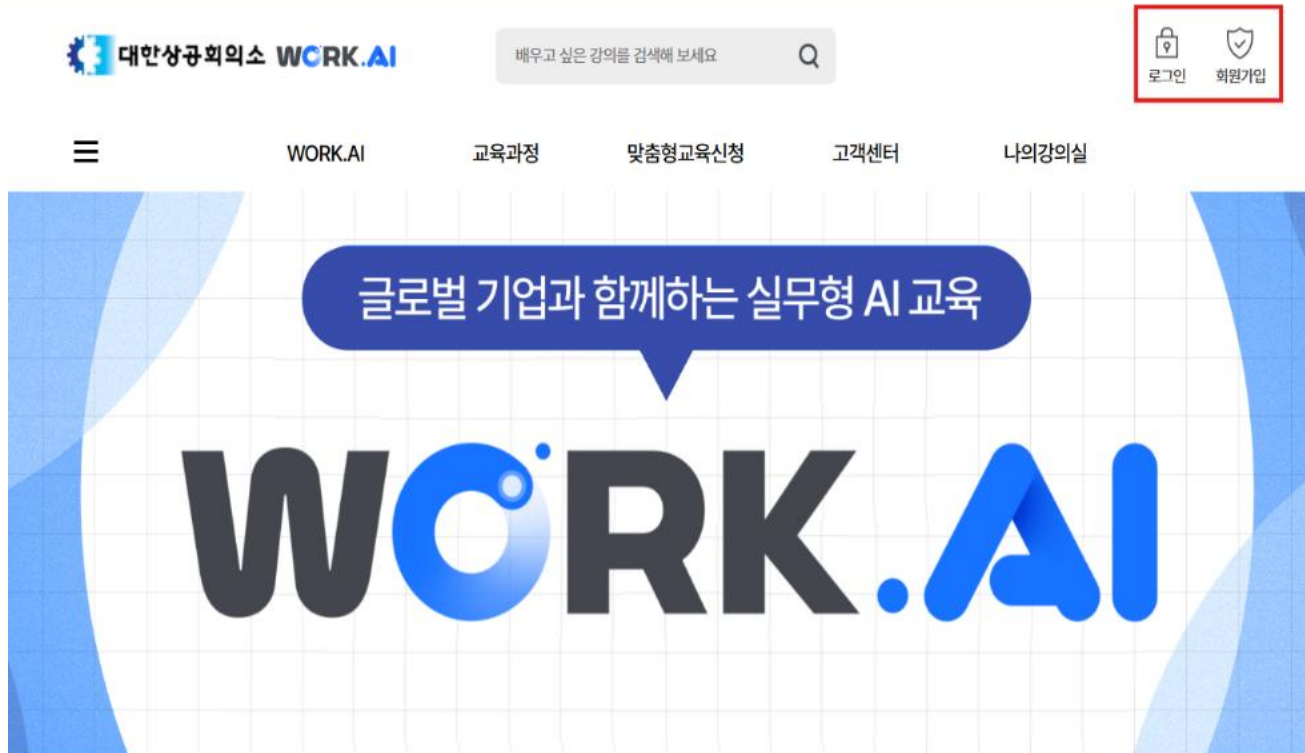 대한상공회의소 WORK.AI
배우고 싶은 강의를 검색해 보세요
로그인 회원가입
WORK.AI 교육과정 맞춤형교육신청 고객센터 나의강의실
글로벌 기업과 함께하는 실무형 AI 교육
WORK.AI